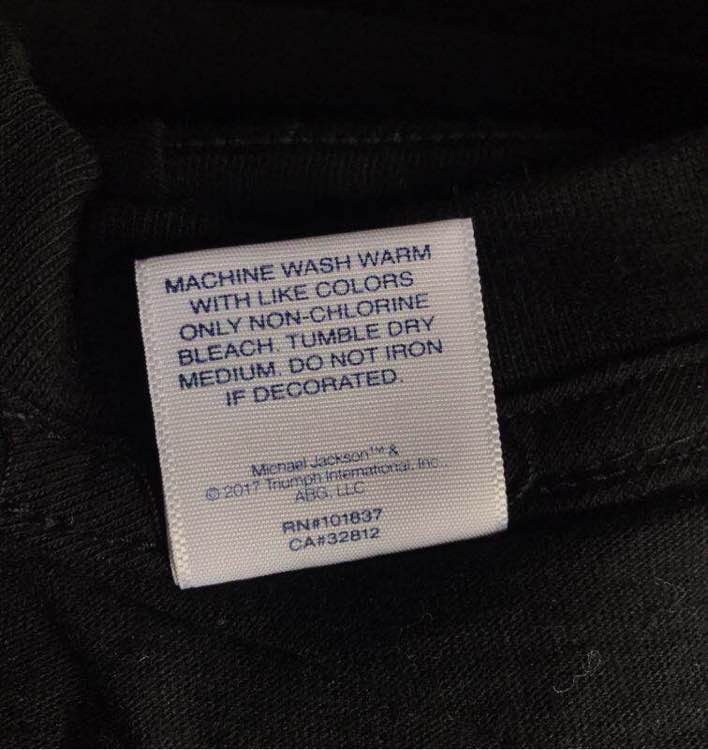 MACHINE WASH WARM
WITH LIKE COLORS
ONLY NON-CHLORINE
BLEACH. TUMBLE DRY
MEDIUM. DO NOT IRON
IF DECORATED.
Michael Jackson™ &
© 2017 Triumph International, Inc.
ABG, LLC
RN#101837
CA#32812